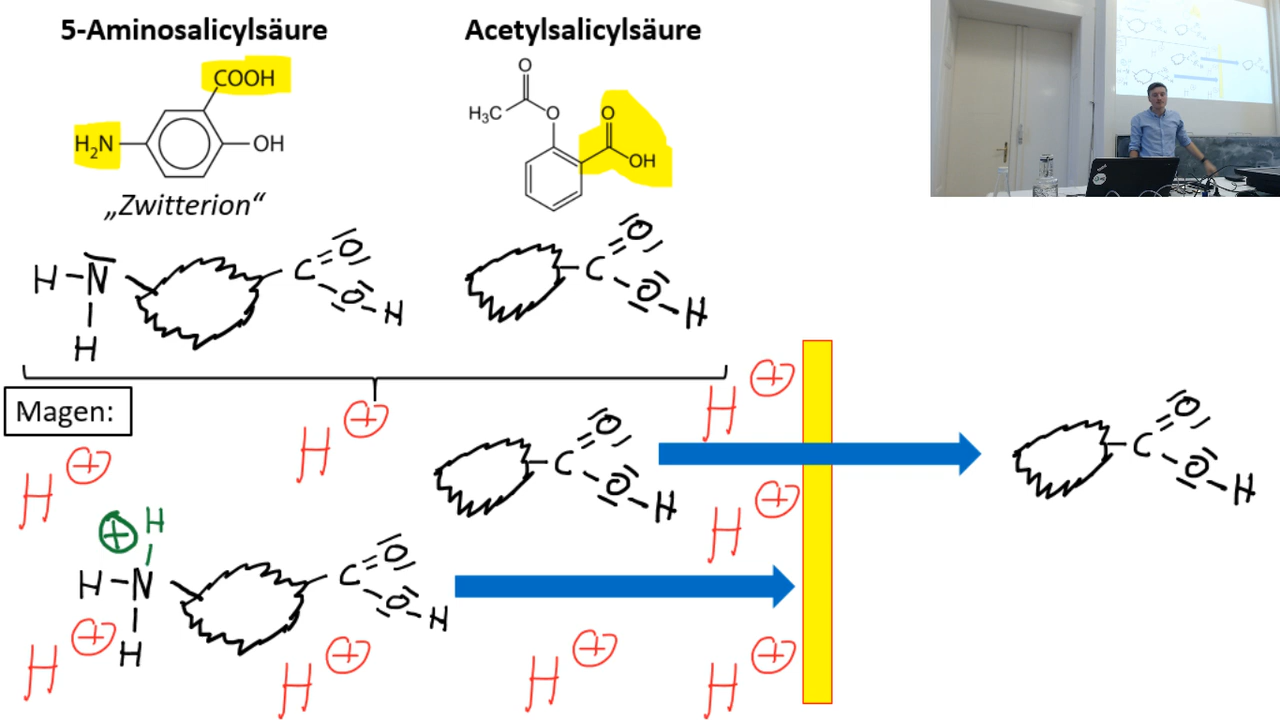 5-Aminosalicylsäure
Acetylsalicylsäure
COOH
H₂N
OH
„Zwitterion“
O
H₃C
O
O
OH
H
N
H
C
O
O
H
C
O
O
H
Magen:
H ⊕
H ⊕
H ⊕
C
O
O
H
C
O
O
H
H ⊕
⊕ H
H
N
H
C
O
O
H
H ⊕
H ⊕
H ⊕
H ⊕